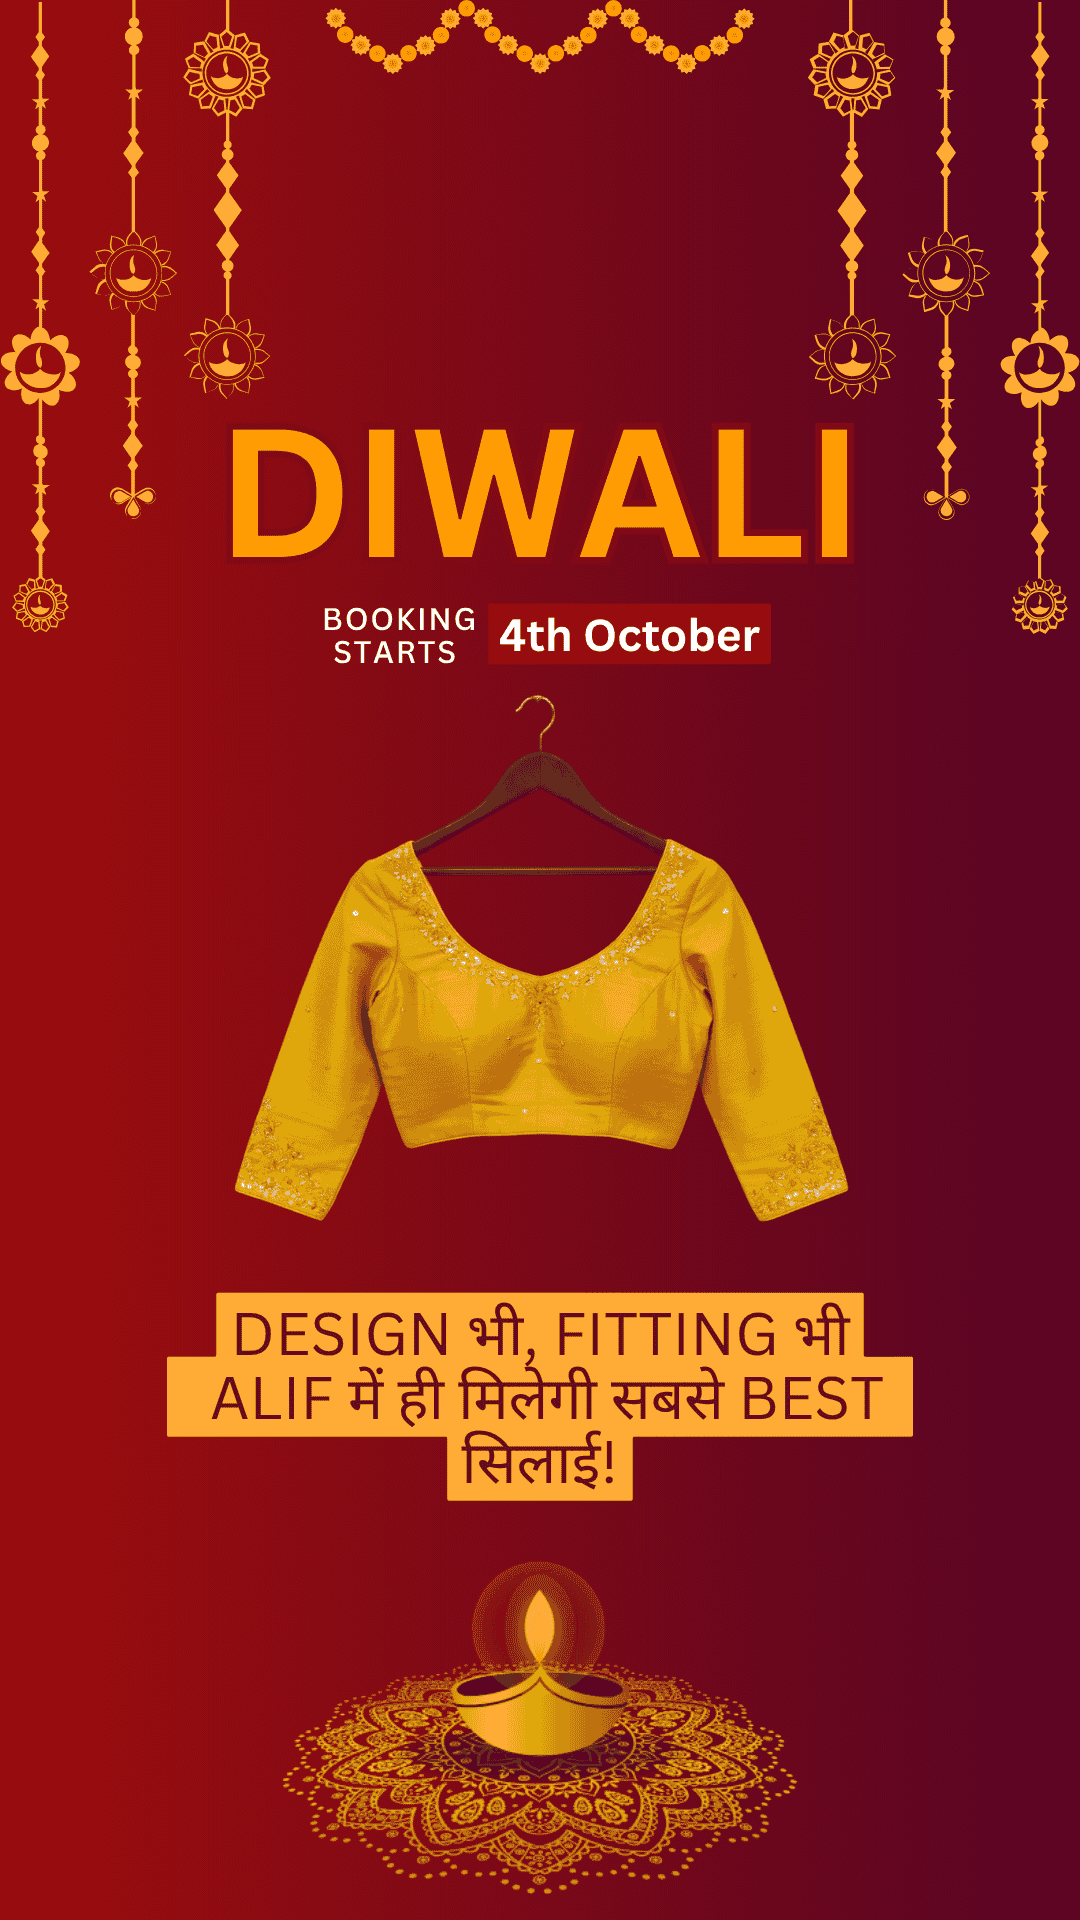 DIWALI
BOOKING
STARTS
4th October
DESIGN भी, FITTING भी
ALIF में ही मिलेगी सबसे BEST
सिलाई!